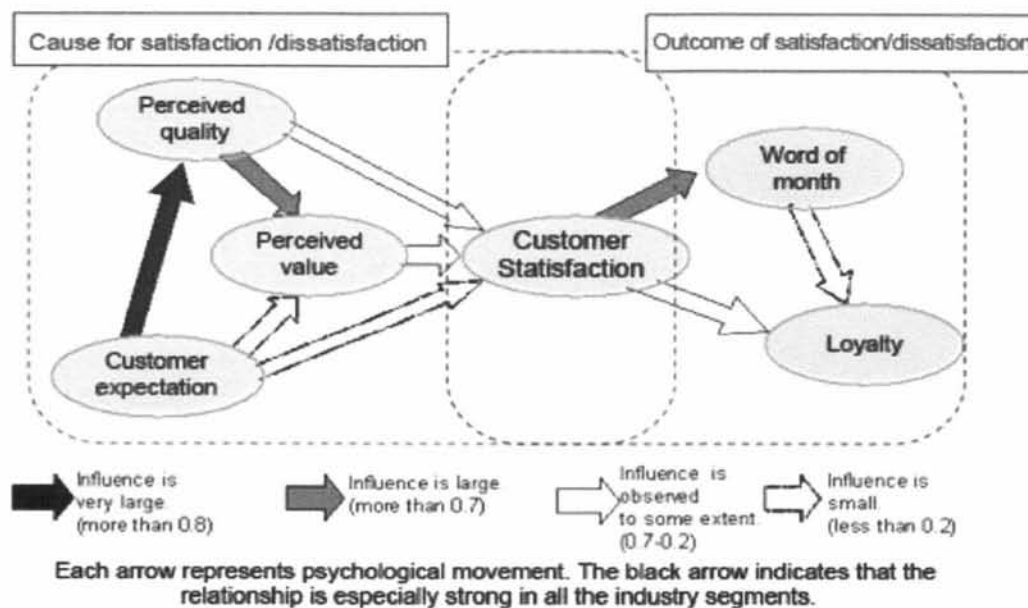 Cause for satisfaction /dissatisfaction
Outcome of satisfaction/dissatisfaction
Perceived
quality
Word of
month
Perceived
value
Customer
Statisfaction
Customer
expectation
Loyalty
Influence is
very large.
(more than 0.8)
Influence is large
(more than 0.7)
Influence is
observed
to some extent.
(0.7-0.2)
Influence is
small.
(less than 0.2)
Each arrow represents psychological movement. The black arrow indicates that the
relationship is especially strong in all the industry segments.